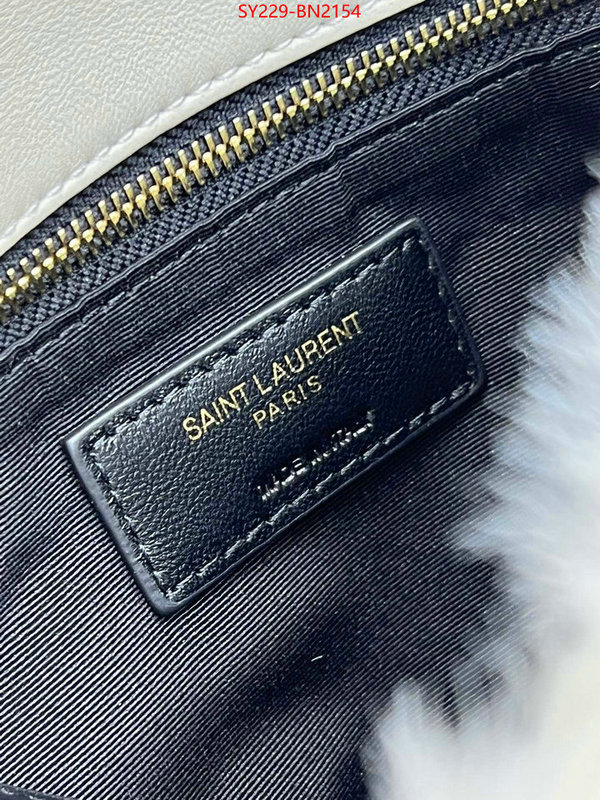 SY229-BN2154
SAINT LAURENT
PARIS
MADE IN ITALY